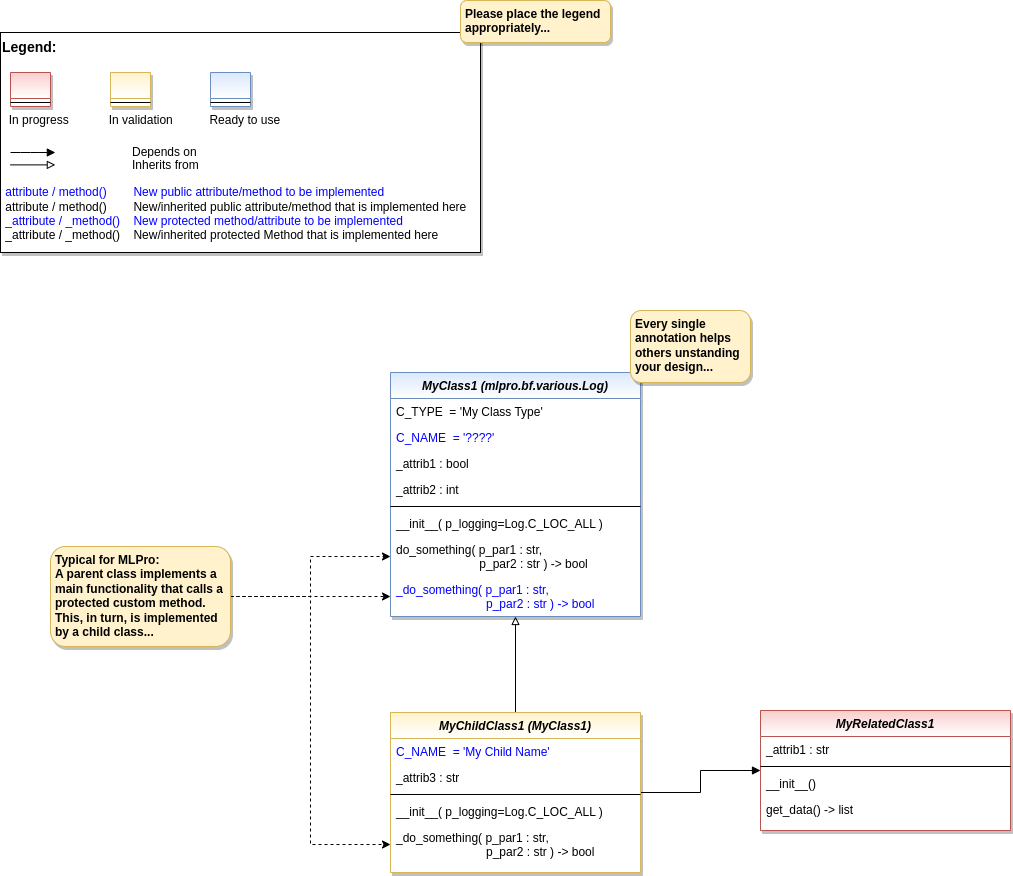 Please place the legend
appropriately...
Legend:
In progress
In validation
Ready to use
Depends on
Inherits from
attribute / method() New public attribute/method to be implemented
attribute / method() New/inherited public attribute/method that is implemented here
_attribute / _method() New protected method/attribute to be implemented
_attribute / _method() New/inherited protected Method that is implemented here
Every single
annotation helps
others unstanding
your design...
MyClass1 (mlpro.bf.various.Log)
C_TYPE = 'My Class Type'
C_NAME = '????'
_attrib1 : bool
_attrib2 : int
__init__( p_logging=Log.C_LOC_ALL )
do_something( p_par1 : str,
p_par2 : str ) -> bool
_do_something( p_par1 : str,
p_par2 : str ) -> bool
Typical for MLPro:
A parent class implements a
main functionality that calls a
protected custom method.
This, in turn, is implemented
by a child class...
MyChildClass1 (MyClass1)
C_NAME = 'My Child Name'
_attrib3 : str
__init__( p_logging=Log.C_LOC_ALL )
_do_something( p_par1 : str,
p_par2 : str ) -> bool
MyRelatedClass1
_attrib1 : str
__init__()
get_data() -> list